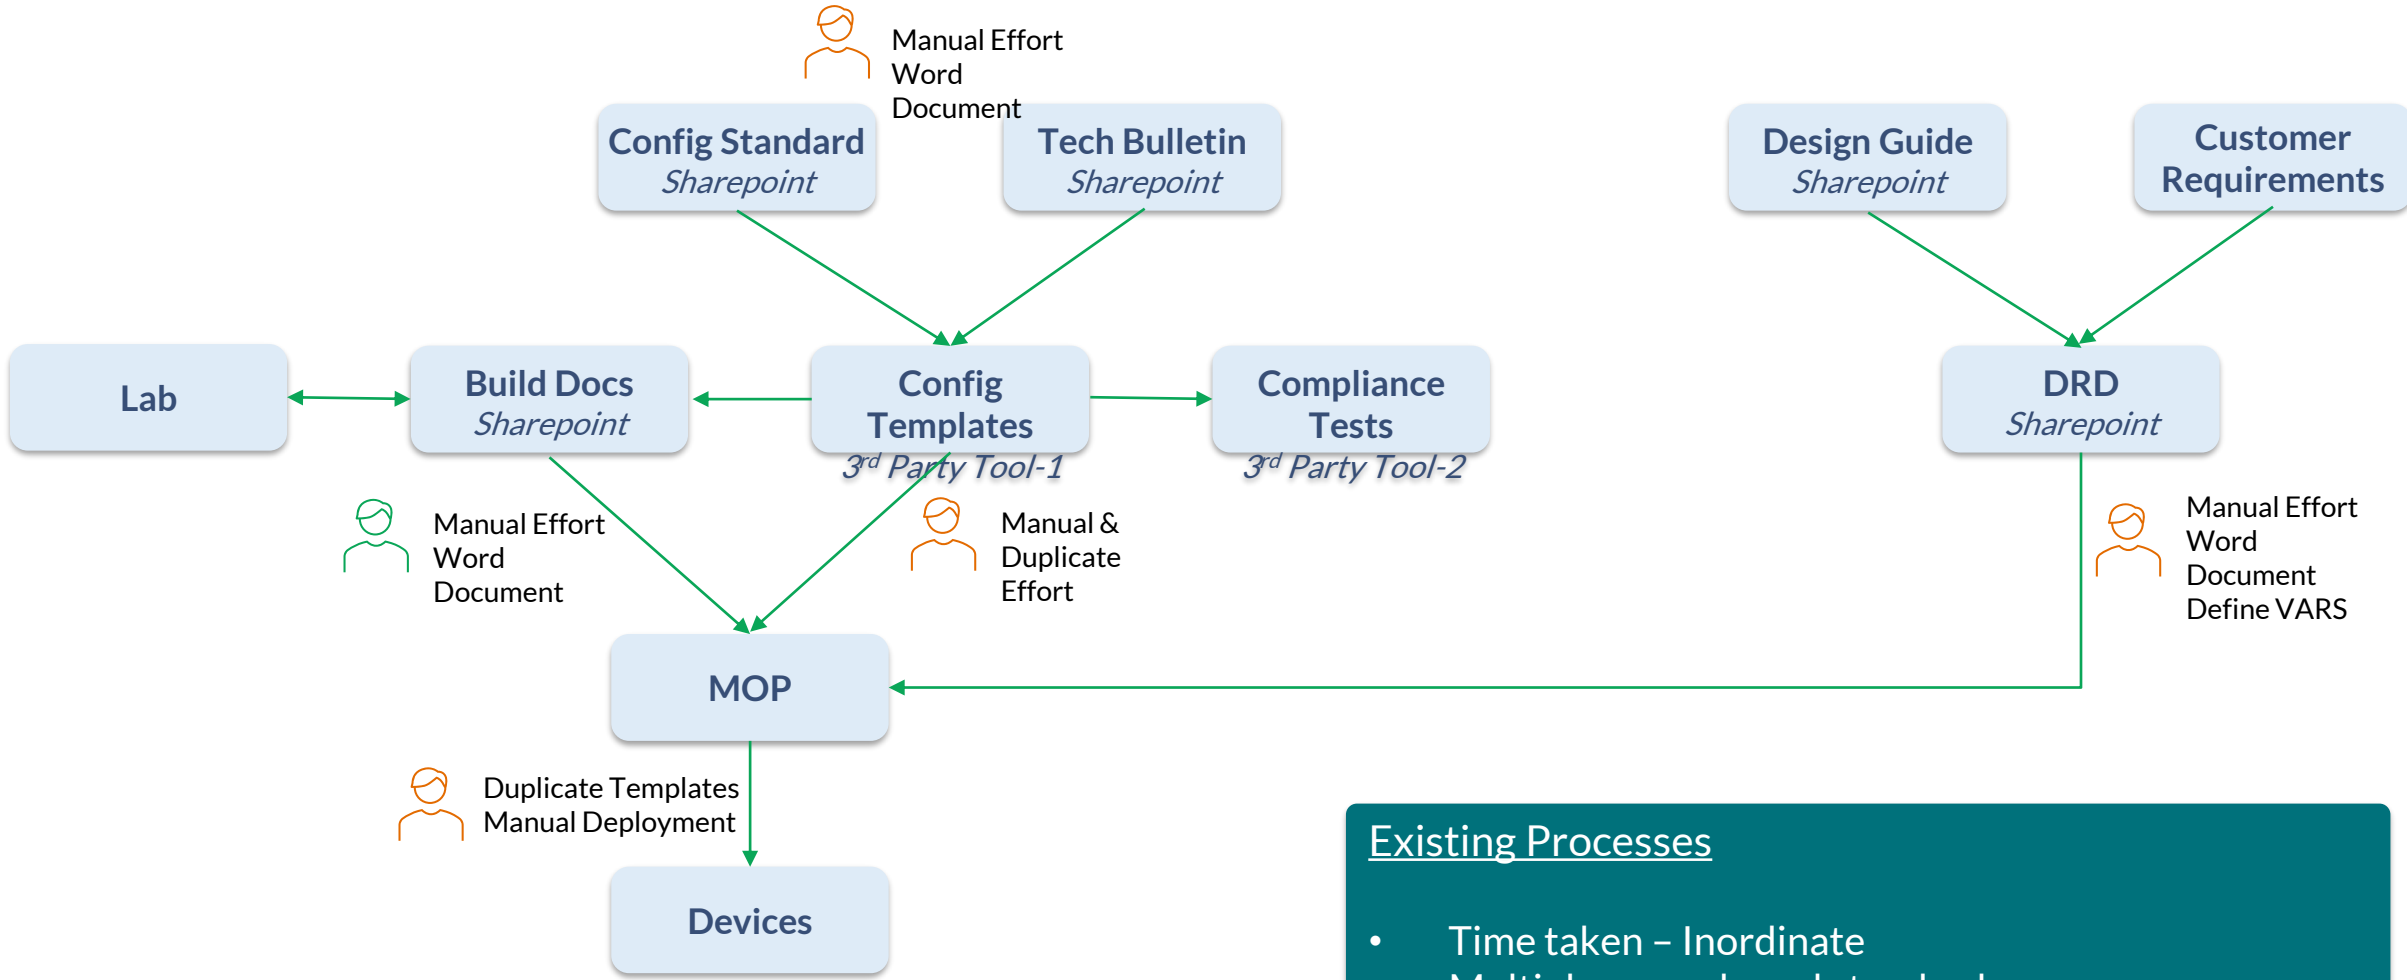 Manual Effort
Word
Document
Config Standard
Sharepoint
Tech Bulletin
Sharepoint
Design Guide
Sharepoint
Customer
Requirements
Lab
Build Docs
Sharepoint
Config
Templates
3rd Party Tool-1
Compliance
Tests
3rd Party Tool-2
DRD
Sharepoint
Manual Effort
Word
Document
Manual &
Duplicate
Effort
Manual Effort
Word
Document
Define VARS
MOP
Duplicate Templates
Manual Deployment
Devices
Existing Processes
• Time taken – Inordinate